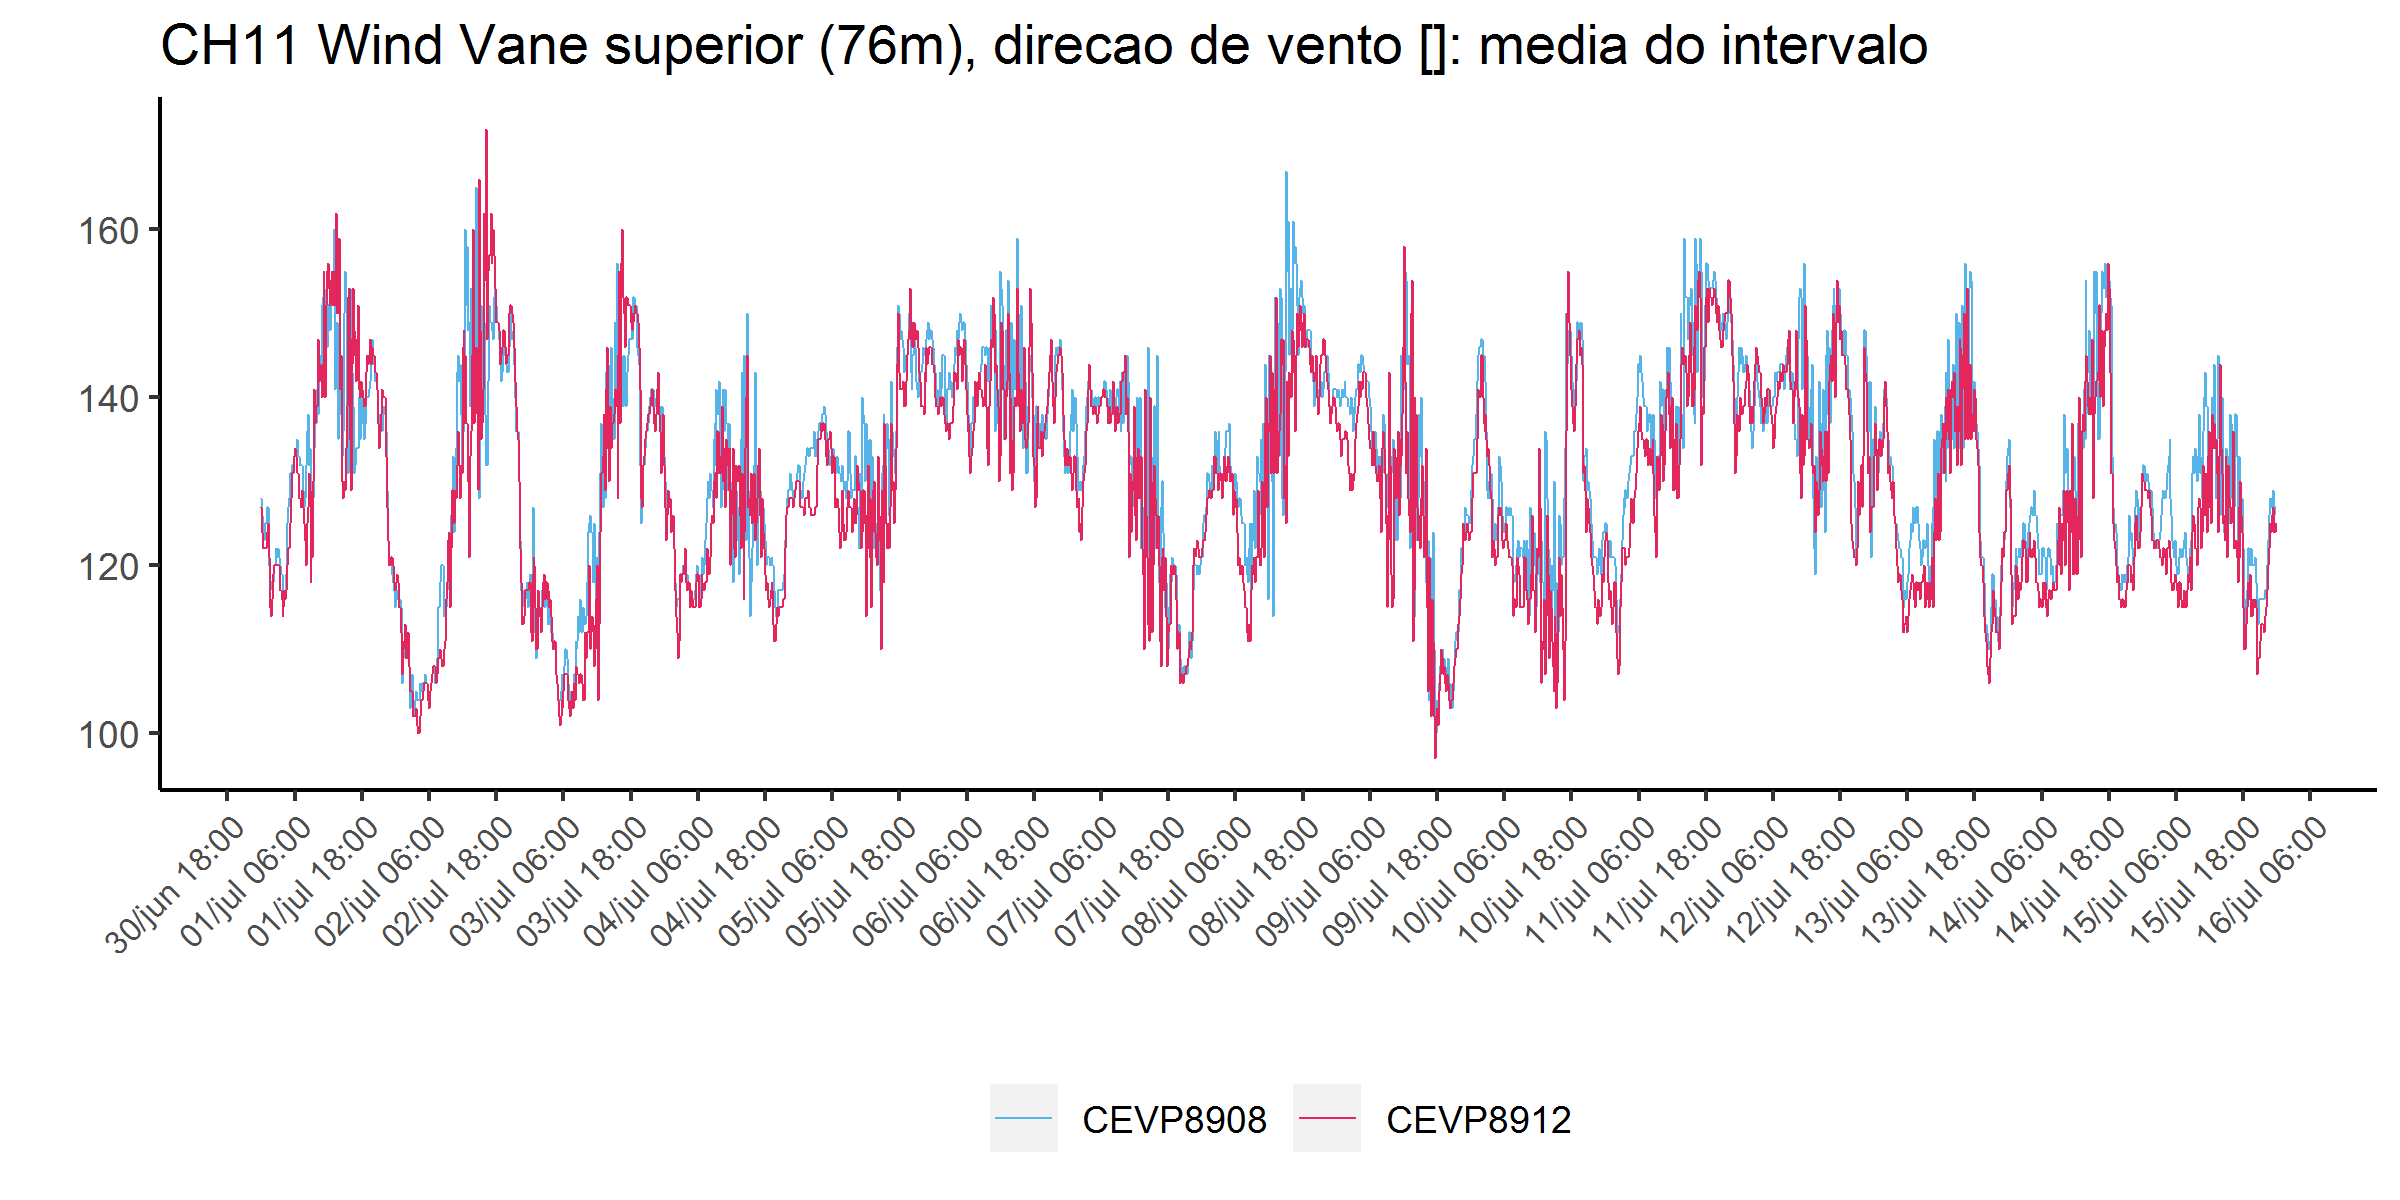 CH11 Wind Vane superior (76m), direcao de vento []: media do intervalo
160
140
120
100
30/jun 18:00
01/jul 06:00
01/jul 18:00
02/jul 06:00
02/jul 18:00
03/jul 06:00
03/jul 18:00
04/jul 06:00
04/jul 18:00
05/jul 06:00
05/jul 18:00
06/jul 06:00
06/jul 18:00
07/jul 06:00
07/jul 18:00
08/jul 06:00
08/jul 18:00
09/jul 06:00
09/jul 18:00
10/jul 06:00
10/jul 18:00
11/jul 06:00
11/jul 18:00
12/jul 06:00
12/jul 18:00
13/jul 06:00
13/jul 18:00
14/jul 06:00
14/jul 18:00
15/jul 06:00
15/jul 18:00
16/jul 06:00
CEVP8908
CEVP8912